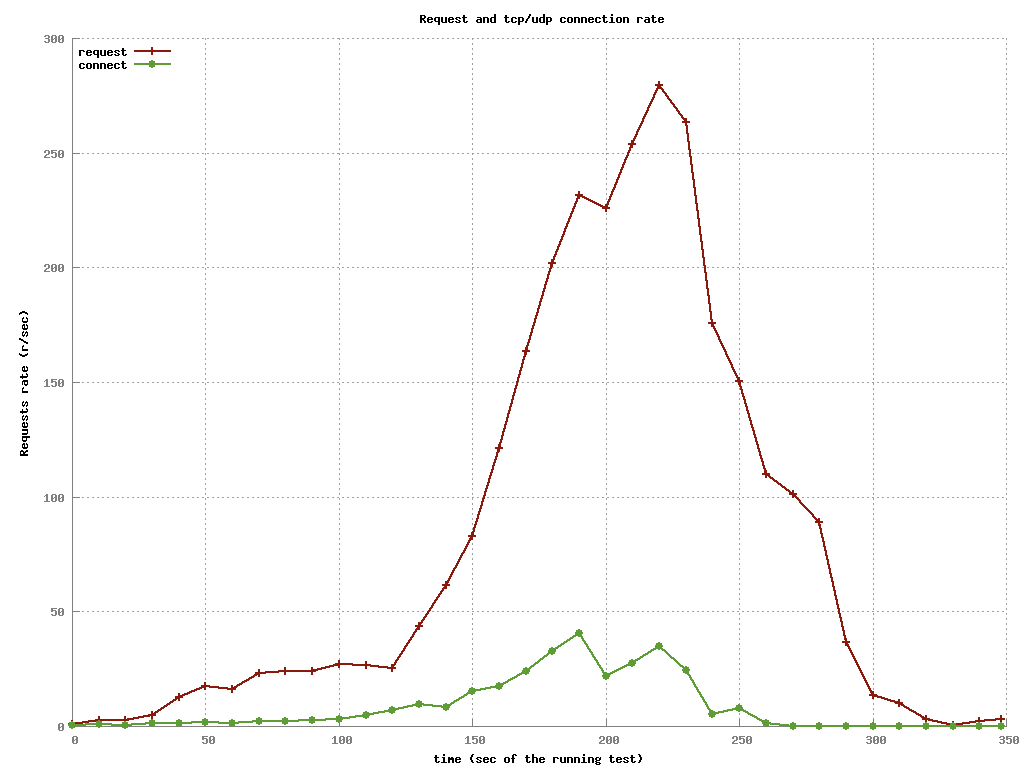 Request and tcp/udp connection rate
request
connect
300
250
200
150
100
50
0
Requests rate (r/sec)
0 50 100 150 200 250 300 350
time (sec of the running test)